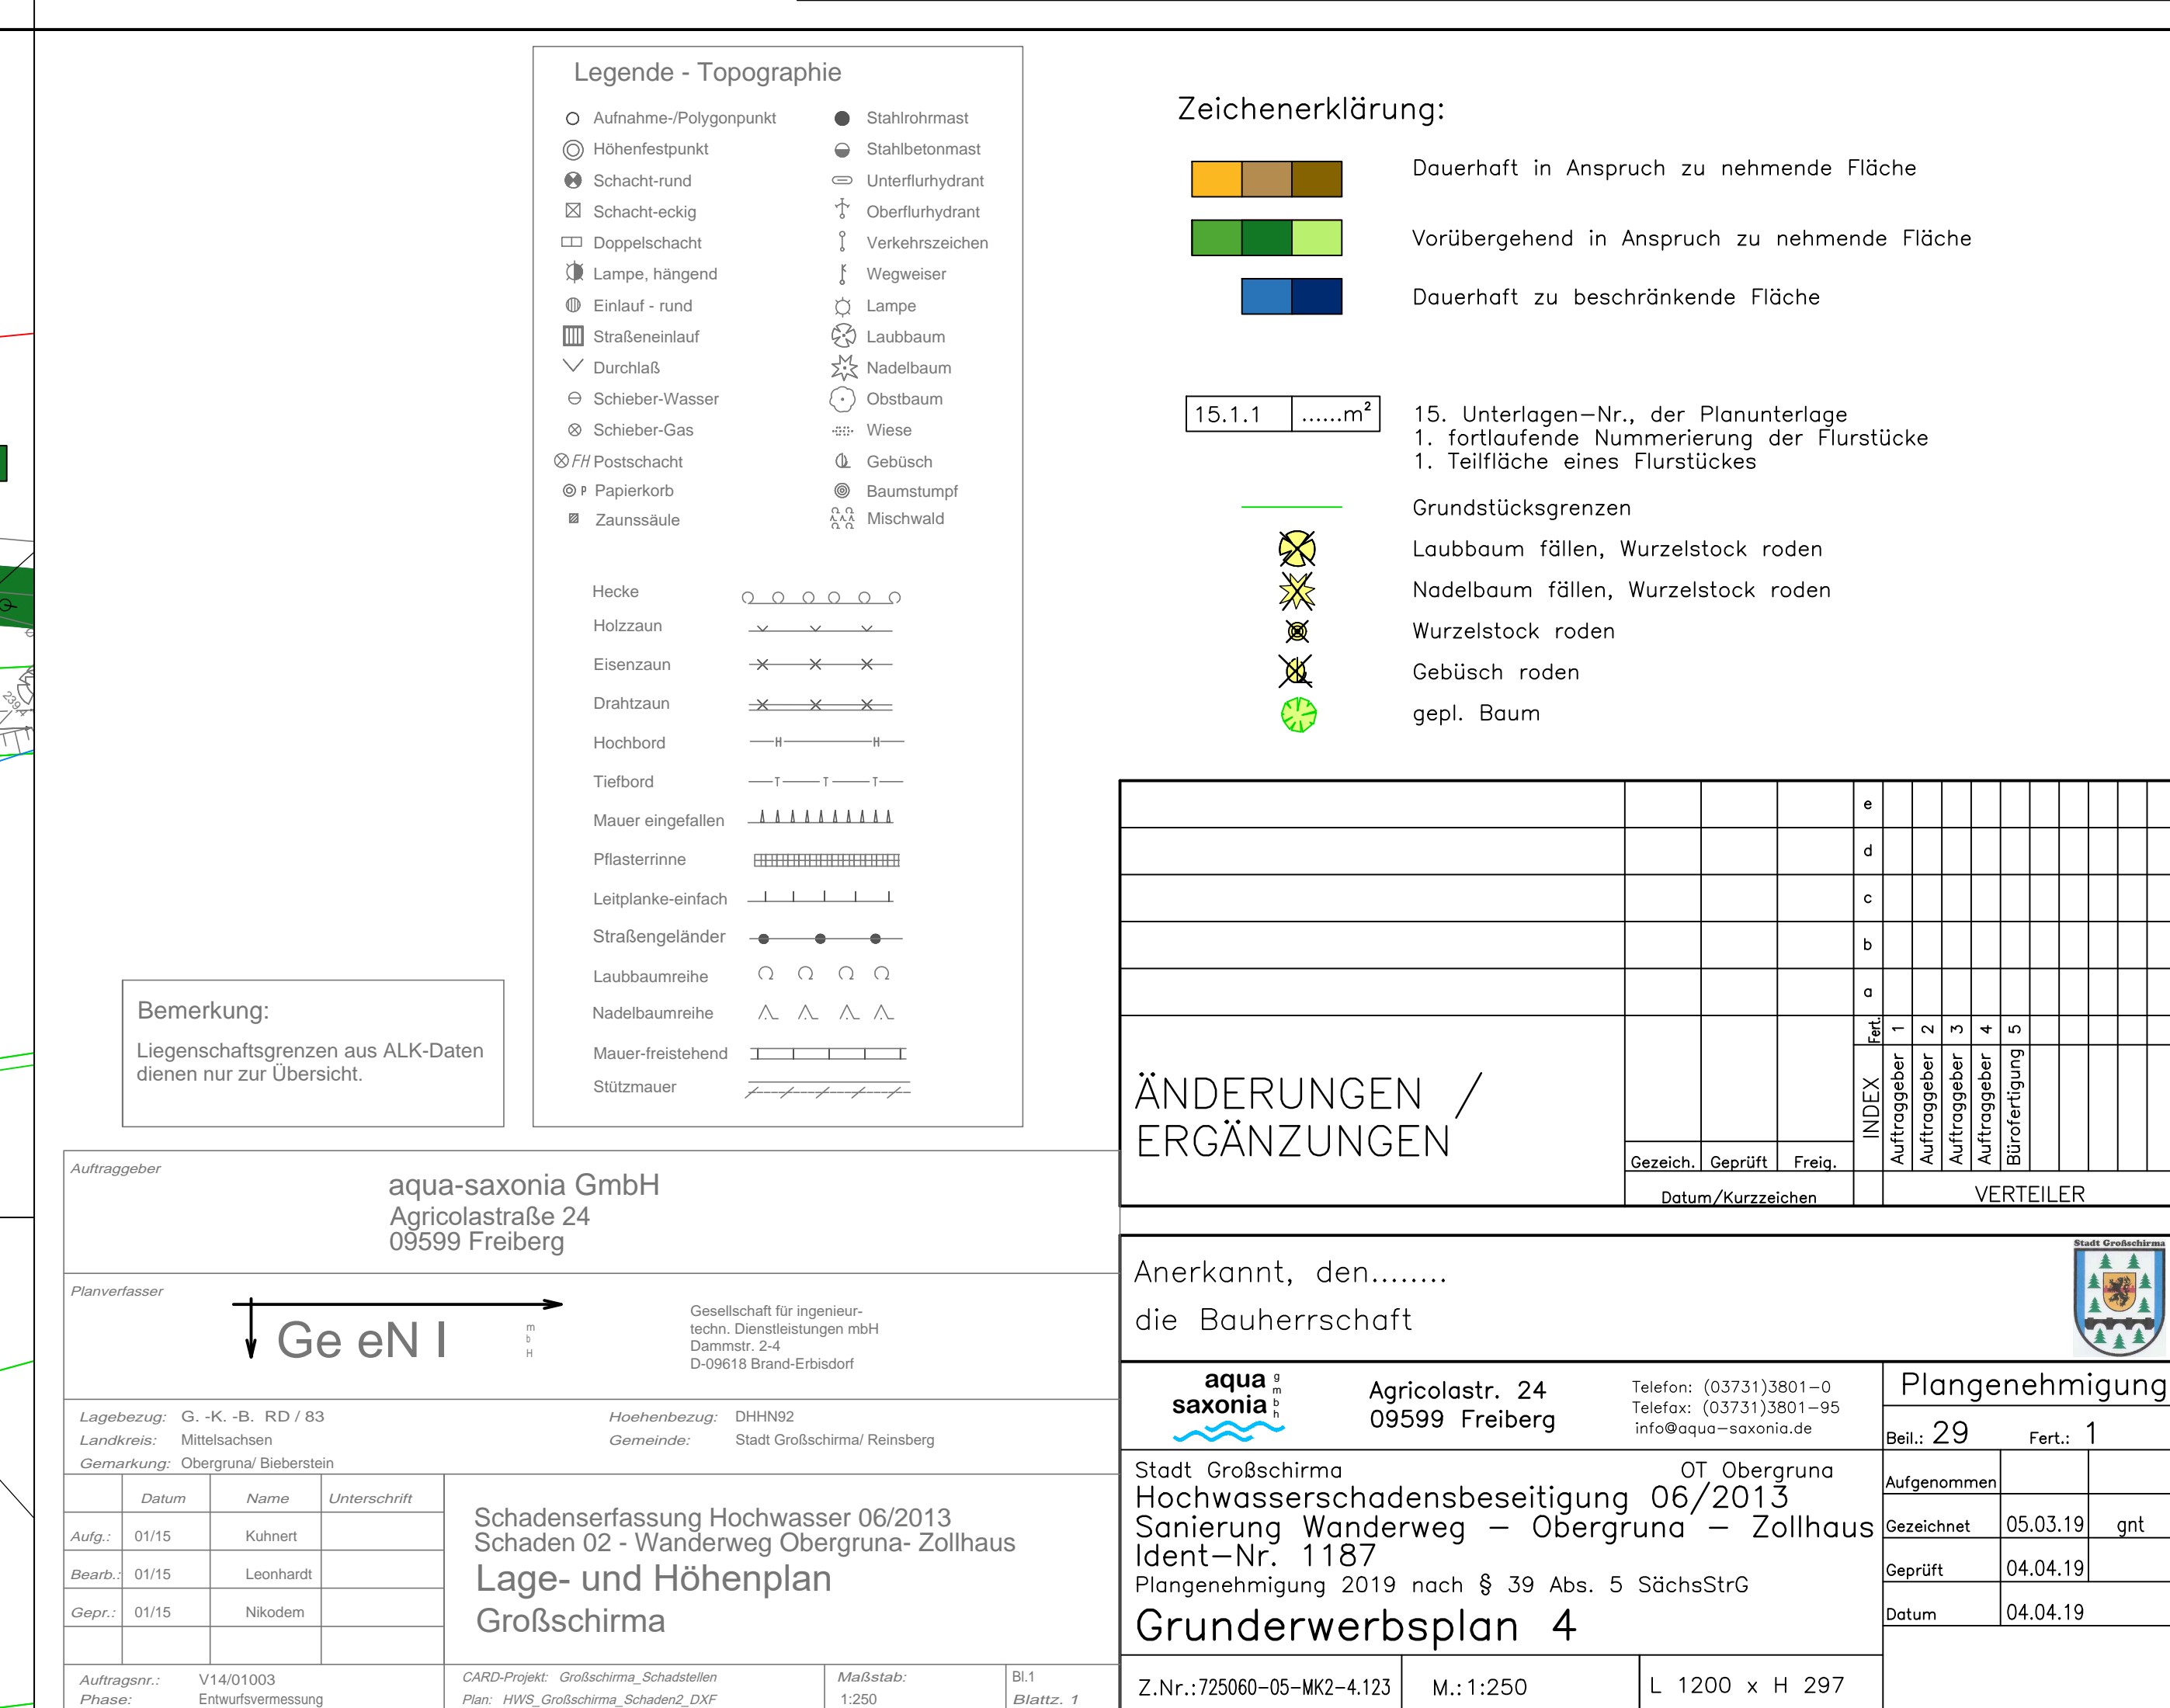 Legende - Topographie
Aufnahme-/Polygonpunkt
Höhenfestpunkt
Schacht-rund
Schacht-eckig
Doppelschacht
Lampe, hängend
Einlauf - rund
Straßeneinlauf
Durchlaß
Schieber-Wasser
Schieber-Gas
FH Postschacht
P Papierkorb
Zaunssäule
Stahlrohrmast
Stahlbetonmast
Unterflurhydrant
Oberflurhydrant
Verkehrszeichen
Wegweiser
Lampe
Laubbaum
Nadelbaum
Obstbaum
Wiese
Gebüsch
Baumstumpf
Mischwald
Hecke
Holzzaun
Eisenzaun
Drahtzaun
Hochbord H H
Tiefbord T T T
Mauer eingefallen
Pflasterrinne
Leitplanke-einfach
Straßengeländer
Laubbaumreihe
Nadelbaumreihe
Mauer-freistehend
Stützmauer
Zeichenerklärung:
Dauerhaft in Anspruch zu nehmende Fläche
Vorübergehend in Anspruch zu nehmende Fläche
Dauerhaft zu beschränkende Fläche
15.1.1 ......m²
15. Unterlagen-Nr., der Planunterlage
1. fortlaufende Nummerierung der Flurstücke
1. Teilfläche eines Flurstückes
Grundstücksgrenzen
Laubbaum fällen, Wurzelstock roden
Nadelbaum fällen, Wurzelstock roden
Wurzelstock roden
Gebüsch roden
gepl. Baum
239,4
Bemerkung:
Liegenschaftsgrenzen aus ALK-Daten
dienen nur zur Übersicht.
e
d
c
b
a
ÄNDERUNGEN /
ERGÄNZUNGEN
Gezeich. Geprüft Freig.
Datum/Kurzzeichen
Fert. 1 2 3 4 5
INDEX
Auftraggeber
Auftraggeber
Auftraggeber
Auftraggeber
Bürofertigung
VERTEILER
Auftraggeber
aqua-saxonia GmbH
Agricolastraße 24
09599 Freiberg
Planverfasser
Ge eN I
m
b
H
Gesellschaft für ingenieur-
techn. Dienstleistungen mbH
Dammstr. 2-4
D-09618 Brand-Erbisdorf
Lagebezug: G. -K. -B. RD / 83
Hoehenbezug: DHHN92
Landkreis: Mittelsachsen
Gemeinde: Stadt Großschirma/ Reinsberg
Gemarkung: Obergruna/ Bieberstein
Datum Name Unterschrift
Aufg.: 01/15 Kuhnert
Bearb.: 01/15 Leonhardt
Gepr.: 01/15 Nikodem
Schadenserfassung Hochwasser 06/2013
Schaden 02 - Wanderweg Obergruna- Zollhaus
Lage- und Höhenplan
Großschirma
Auftragsnr.: V14/01003
Phase: Entwurfsvermessung
CARD-Projekt: Großschirma_Schadstellen
Plan: HWS_Großschirma_Schaden2_DXF
Maßstab:
1:250
Bl.1
Blattz. 1
Anerkannt, den........
die Bauherrschaft
Stadt Großschirma
aqua
saxonia
g
m
b
h
Agricolastr. 24
09599 Freiberg
Telefon: (03731)3801-0
Telefax: (03731)3801-95
info@aqua-saxonia.de
Plangenehmigung
Beil.: 29 Fert.: 1
Aufgenommen
Gezeichnet 05.03.19 gnt
Geprüft 04.04.19
Datum 04.04.19
Stadt Großschirma OT Obergruna
Hochwasserschadensbeseitigung 06/2013
Sanierung Wanderweg - Obergruna - Zollhaus
Ident-Nr. 1187
Plangenehmigung 2019 nach § 39 Abs. 5 SächsStrG
Grunderwerbsplan 4
Z.Nr.:725060-05-MK2-4.123
M.: 1:250
L 1200 x H 297